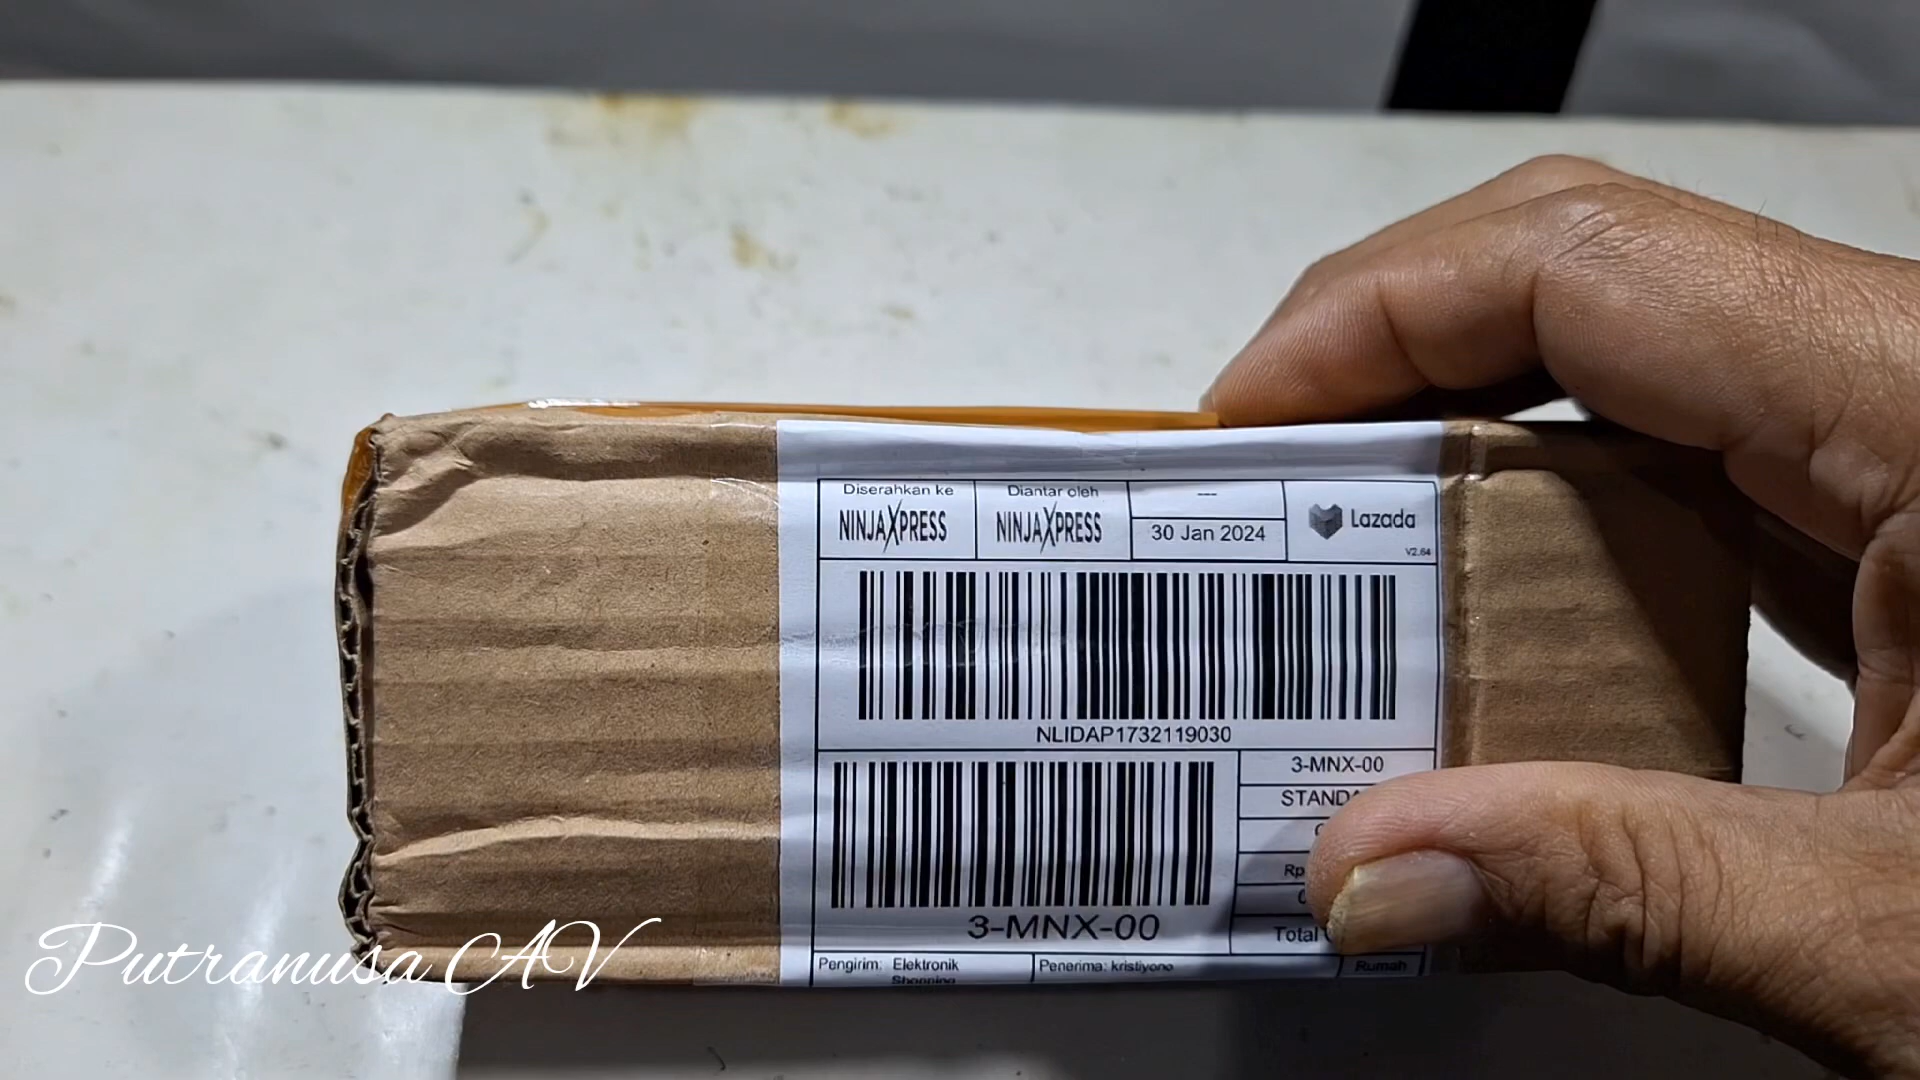 Diserahkan ke
NINJAXPRESS
Diantar oleh
NINJAXPRESS
---
30 Jan 2024
Lazada
V2.64
NLIDAP1732119030
3-MNX-00
3-MNX-00
Rp
Total
Pengirim: Elektronik
Shopping
Penerima: kristiyono
Rumah
Putranusa AV